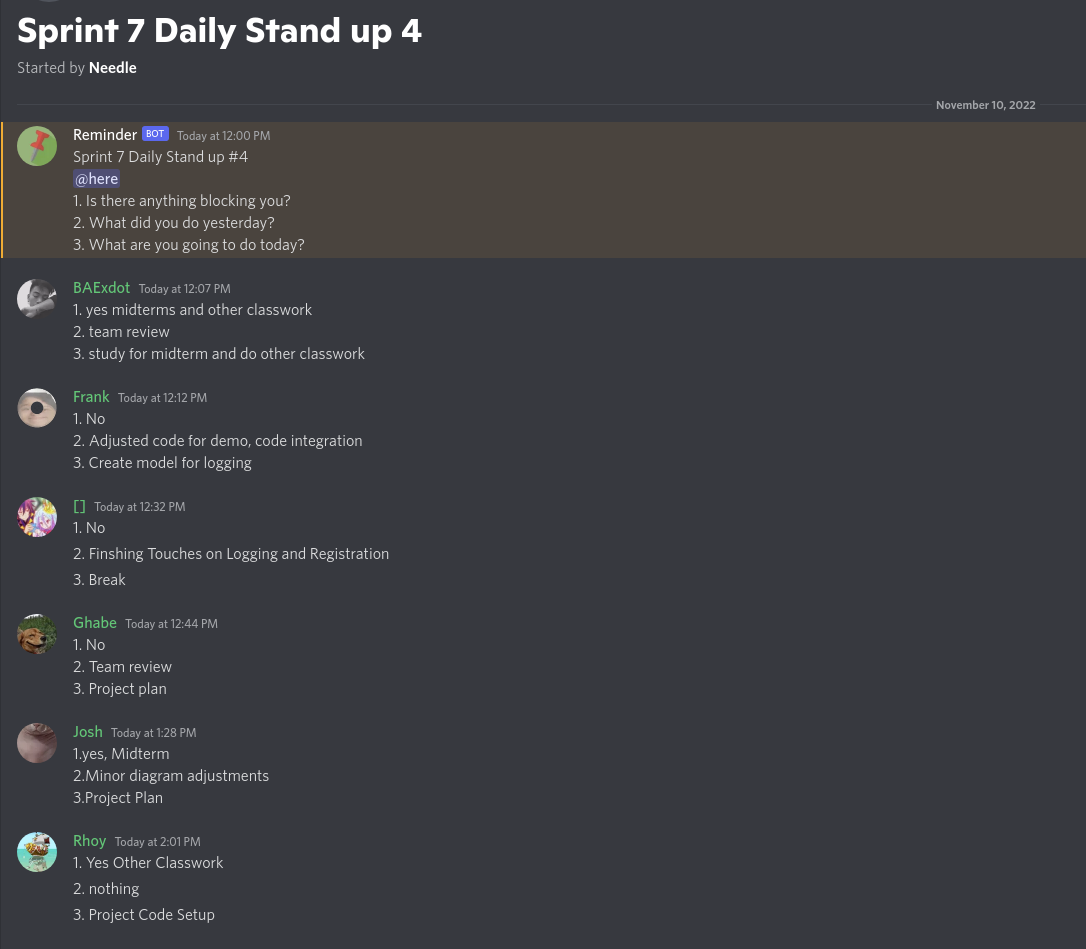 Sprint 7 Daily Stand up 4
Started by Needle
November 10, 2022
Reminder BOT Today at 12:00 PM
Sprint 7 Daily Stand up #4
@here
1. Is there anything blocking you?
2. What did you do yesterday?
3. What are you going to do today?
BAExdot Today at 12:07 PM
1. yes midterms and other classwork
2. team review
3. study for midterm and do other classwork
Frank Today at 12:12 PM
1. No
2. Adjusted code for demo, code integration
3. Create model for logging
[] Today at 12:32 PM
1. No
2. Finshing Touches on Logging and Registration
3. Break
Ghabe Today at 12:44 PM
1. No
2. Team review
3. Project plan
Josh Today at 1:28 PM
1.yes, Midterm
2.Minor diagram adjustments
3.Project Plan
Rhoy Today at 2:01 PM
1. Yes Other Classwork
2. nothing
3. Project Code Setup